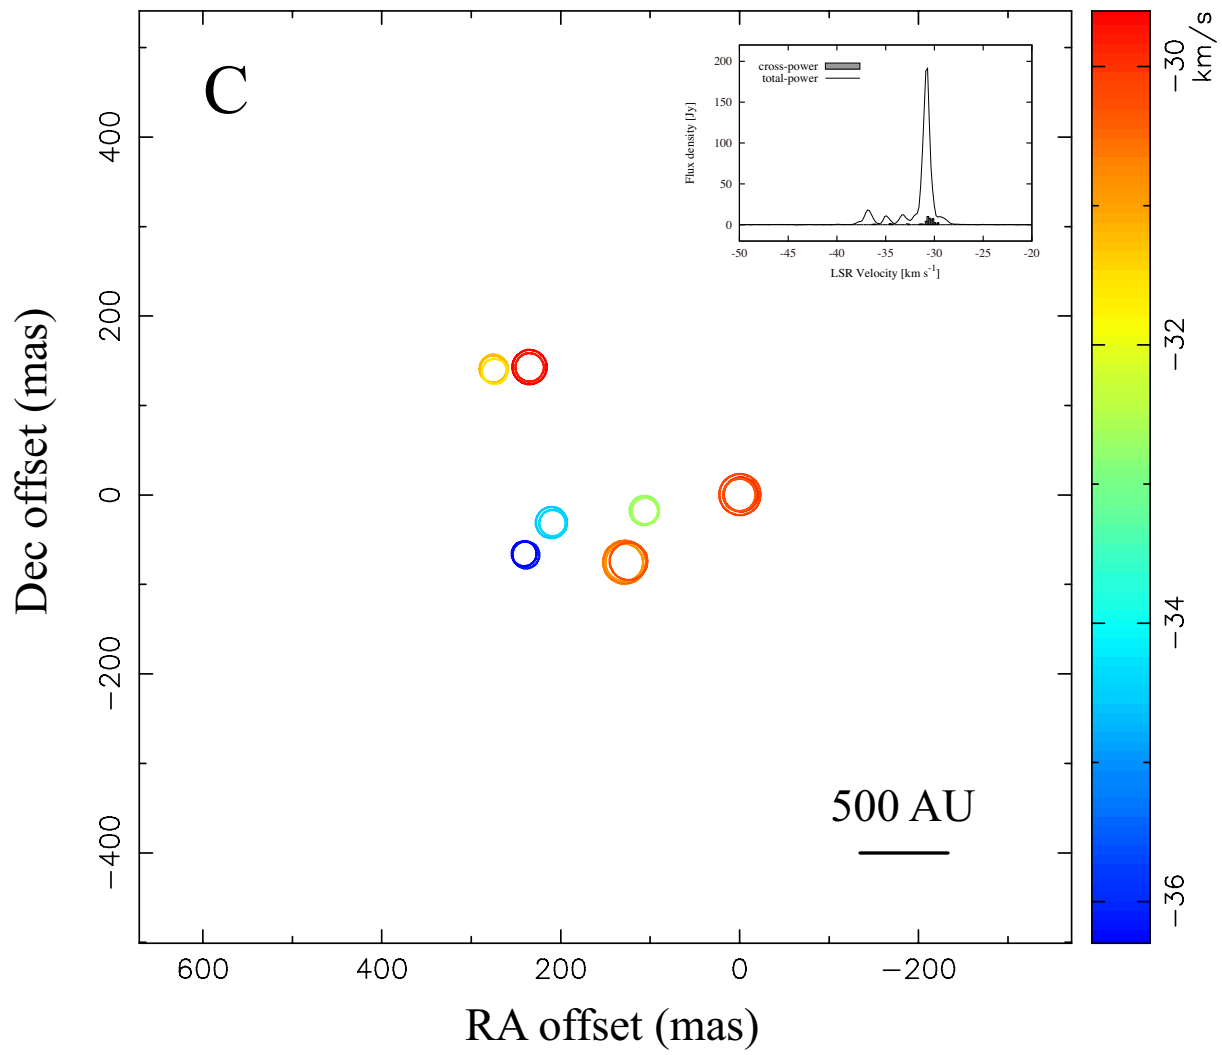 C
cross-power
total-power
Flux density [Jy]
200
150
100
50
0
-50 -45 -40 -35 -30 -25 -20
LSR Velocity [km s-1]
Dec offset (mas)
400
200
0
−200
−400
500 AU
600 400 200 0 −200
RA offset (mas)
km/s
−30
−32
−34
−36